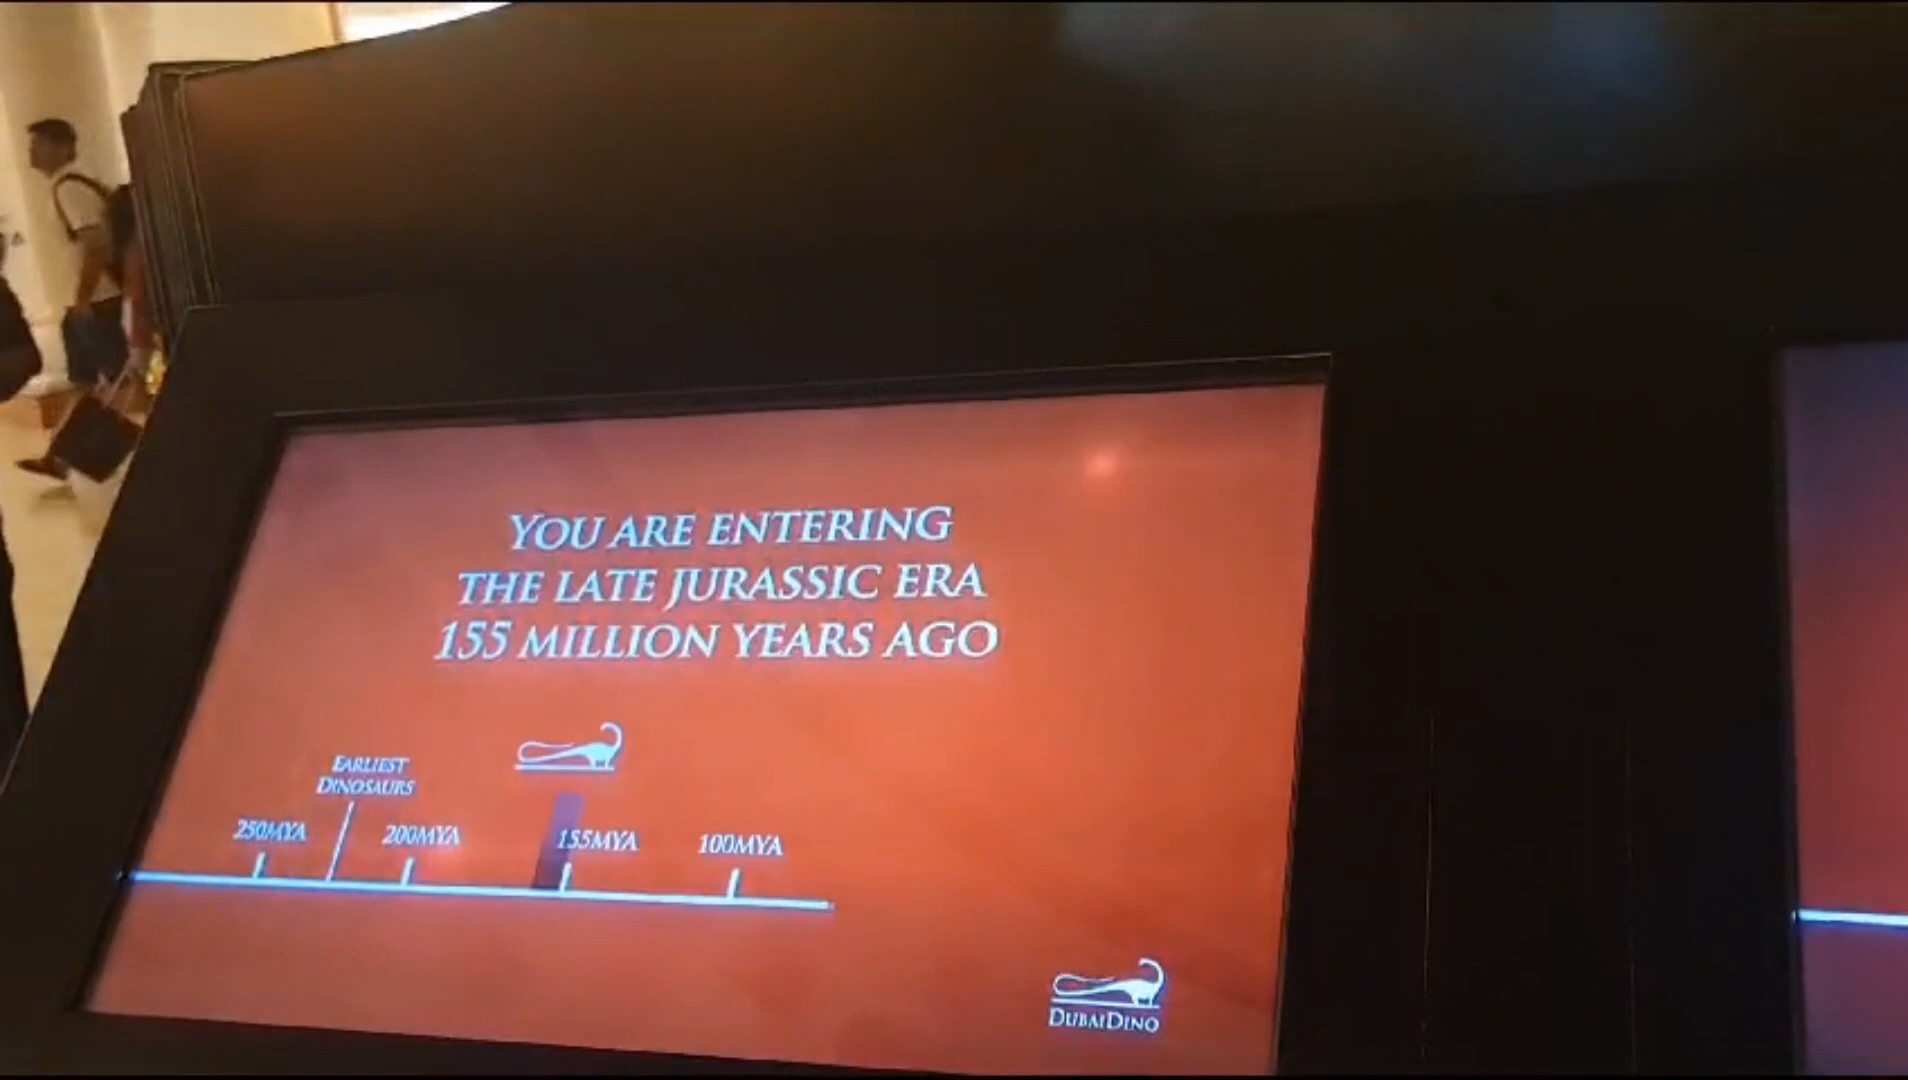 YOU ARE ENTERING
THE LATE JURASSIC ERA
155 MILLION YEARS AGO
EARLIEST
DINOSAURS
250MYA 200MYA 155MYA 100MYA
DUBAIDINO